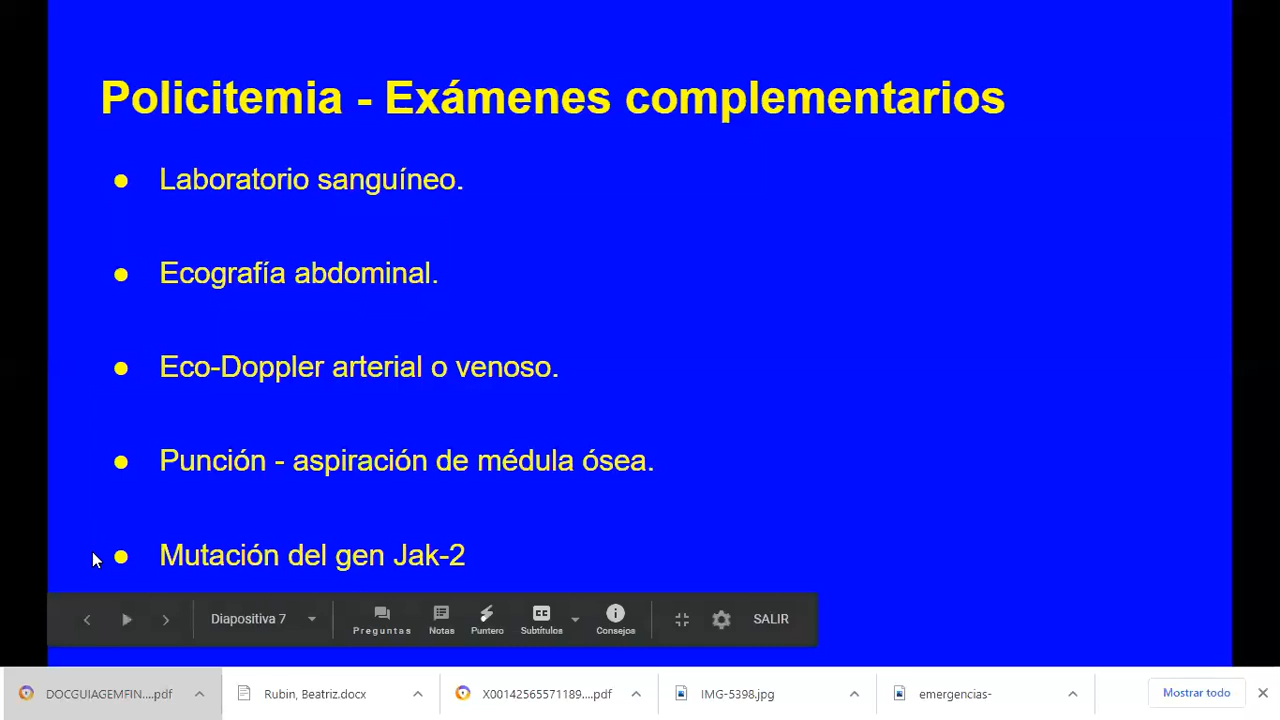 Policitemia - Exámenes complementarios
● Laboratorio sanguíneo.
● Ecografía abdominal.
● Eco-Doppler arterial o venoso.
● Punción - aspiración de médula ósea.
● Mutación del gen Jak-2
Diapositiva 7
Preguntas
Notas
Puntero
CC
Subtítulos
Consejos
SALIR
DOCGUIAGEMFIN....pdf
Rubin, Beatriz.docx
X00142565571189....pdf
IMG-5398.jpg
emergencias-
Mostrar todo